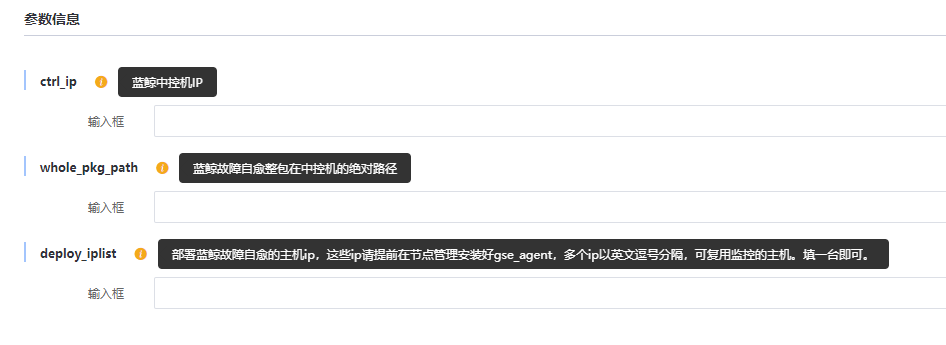 参数信息
ctrl_ip 蓝鲸中控机IP
输入框
whole_pkg_path 蓝鲸故障自愈整包在中控机的绝对路径
输入框
deploy_iplist 部署蓝鲸故障自愈的主机ip，这些ip请提前在节点管理安装好gse_agent，多个ip以英文逗号分隔，可复用监控的主机。填一台即可。
输入框